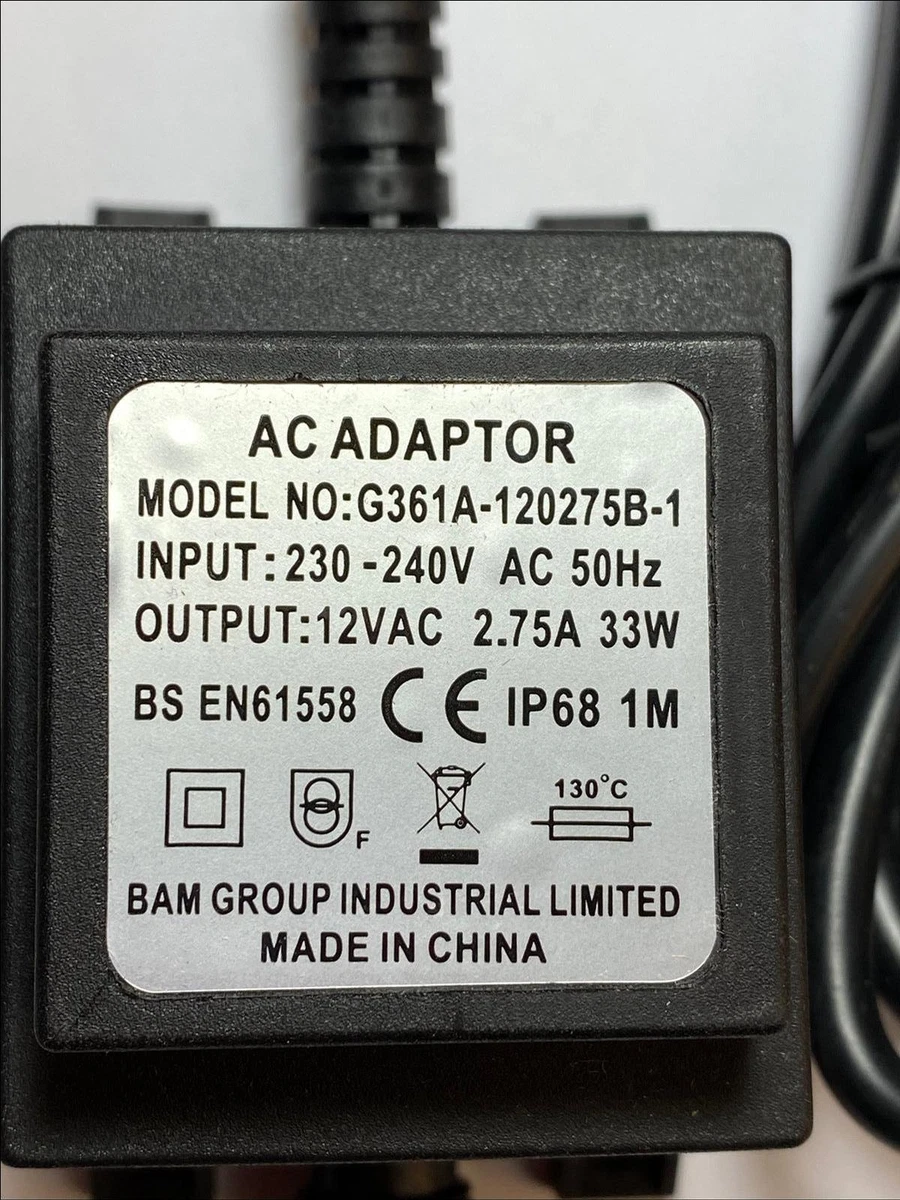 AC ADAPTOR
MODEL NO:G361A-120275B-1
INPUT:230-240V AC 50Hz
OUTPUT:12VAC 2.75A 33W
BS EN61558 CE IP68 1M
F
130°C
BAM GROUP INDUSTRIAL LIMITED
MADE IN CHINA